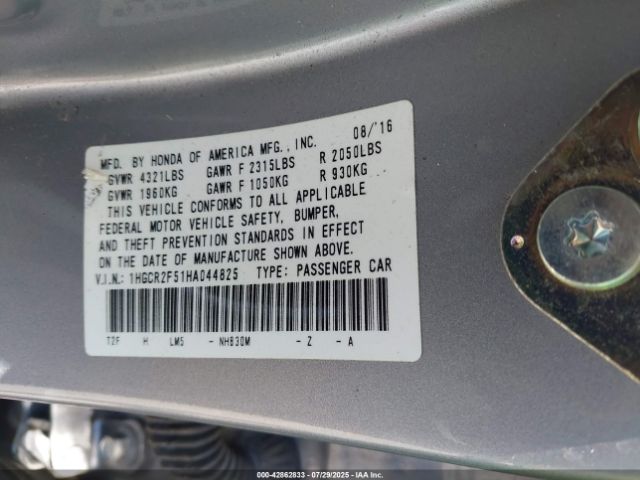 MFD. BY HONDA OF AMERICA MFG., INC. 08/'16
GVWR 4321LBS GAWR F 2315LBS R 2050LBS
GVWR 1960KG GAWR F 1050KG R 930KG
THIS VEHICLE CONFORMS TO ALL APPLICABLE
FEDERAL MOTOR VEHICLE SAFETY, BUMPER,
AND THEFT PREVENTION STANDARDS IN EFFECT
ON THE DATE OF MANUFACTURE SHOWN ABOVE.
V.I.N.: 1HGCR2F51HA044825 TYPE: PASSENGER CAR
T2F H LM5 - NH830M - Z - A
000-42862633 - 07/29/2025 - IAA Inc.